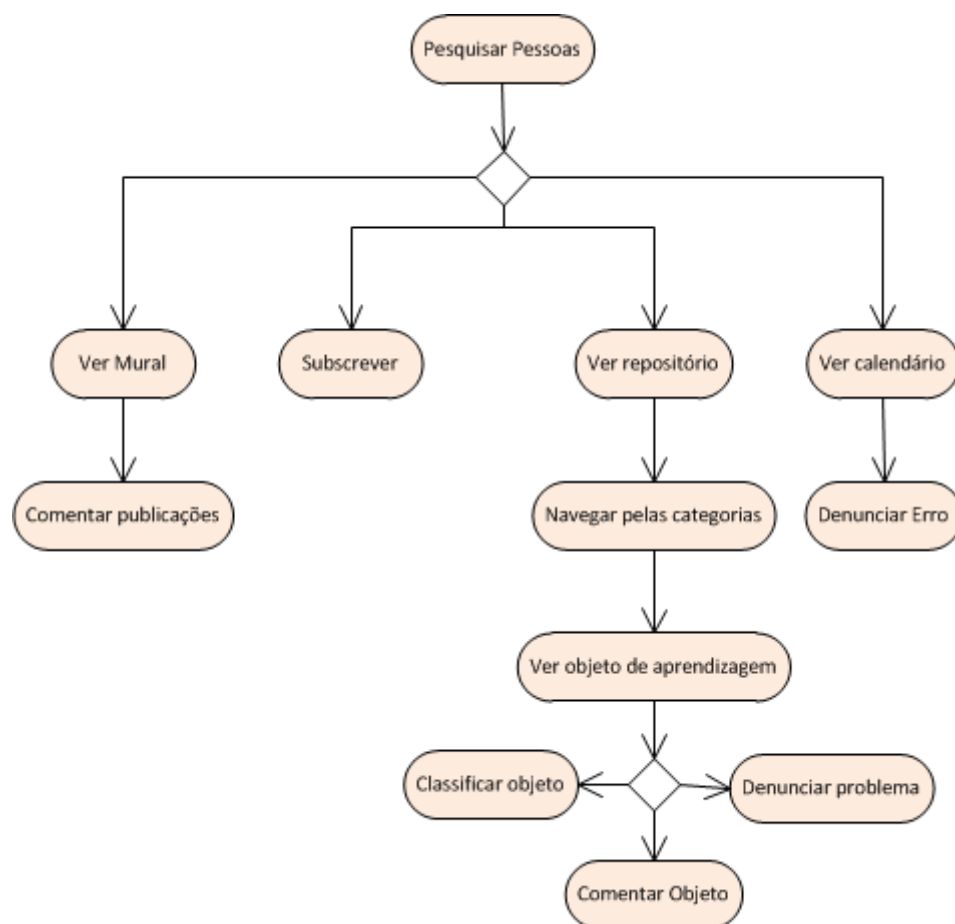 Pesquisar Pessoas
Ver Mural
Subscrever
Ver repositório
Ver calendário
Comentar publicações
Navegar pelas categorias
Denunciar Erro
Ver objeto de aprendizagem
Classificar objeto
Denunciar problema
Comentar Objeto